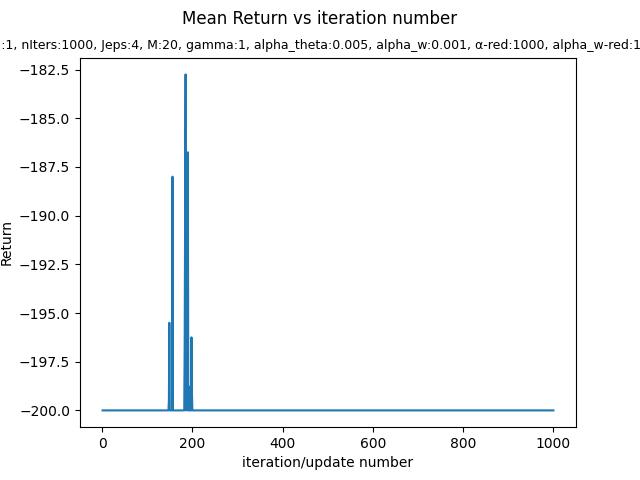 Mean Return vs iteration number
:1, nIters:1000, Jeps:4, M:20, gamma:1, alpha_theta:0.005, alpha_w:0.001, α-red:1000, alpha_w-red:1
−182.5
−185.0
−187.5
−190.0
−192.5
−195.0
−197.5
−200.0
Return
0 200 400 600 800 1000
iteration/update number